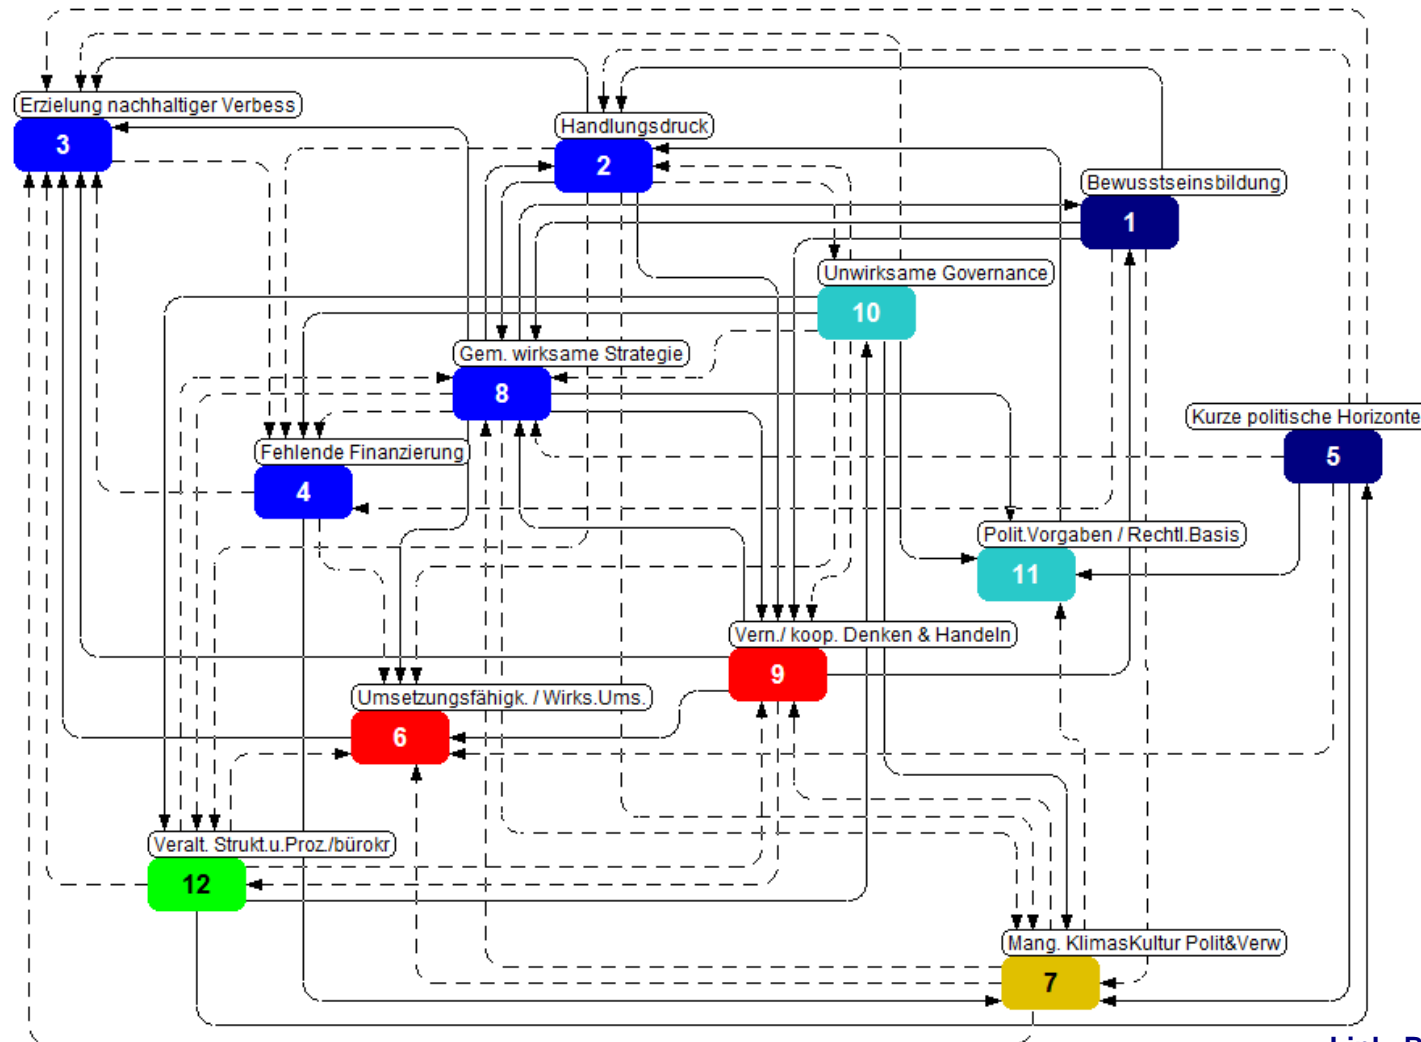 Erzielung nachhaltiger Verbess
3
Handlungsdruck
2
Bewusstseinsbildung
1
Unwirksame Governance
10
Gem. wirksame Strategie
8
Kurze politische Horizonte
5
Fehlende Finanzierung
4
Polit.Vorgaben / Rechtl.Basis
11
Vern./ koop. Denken & Handeln
9
Umsetzungsfähigk. / Wirks.Ums.
6
Veralt. Strukt.u.Proz./bürokr
12
Mang. KlimasKultur Polit&Verw
7